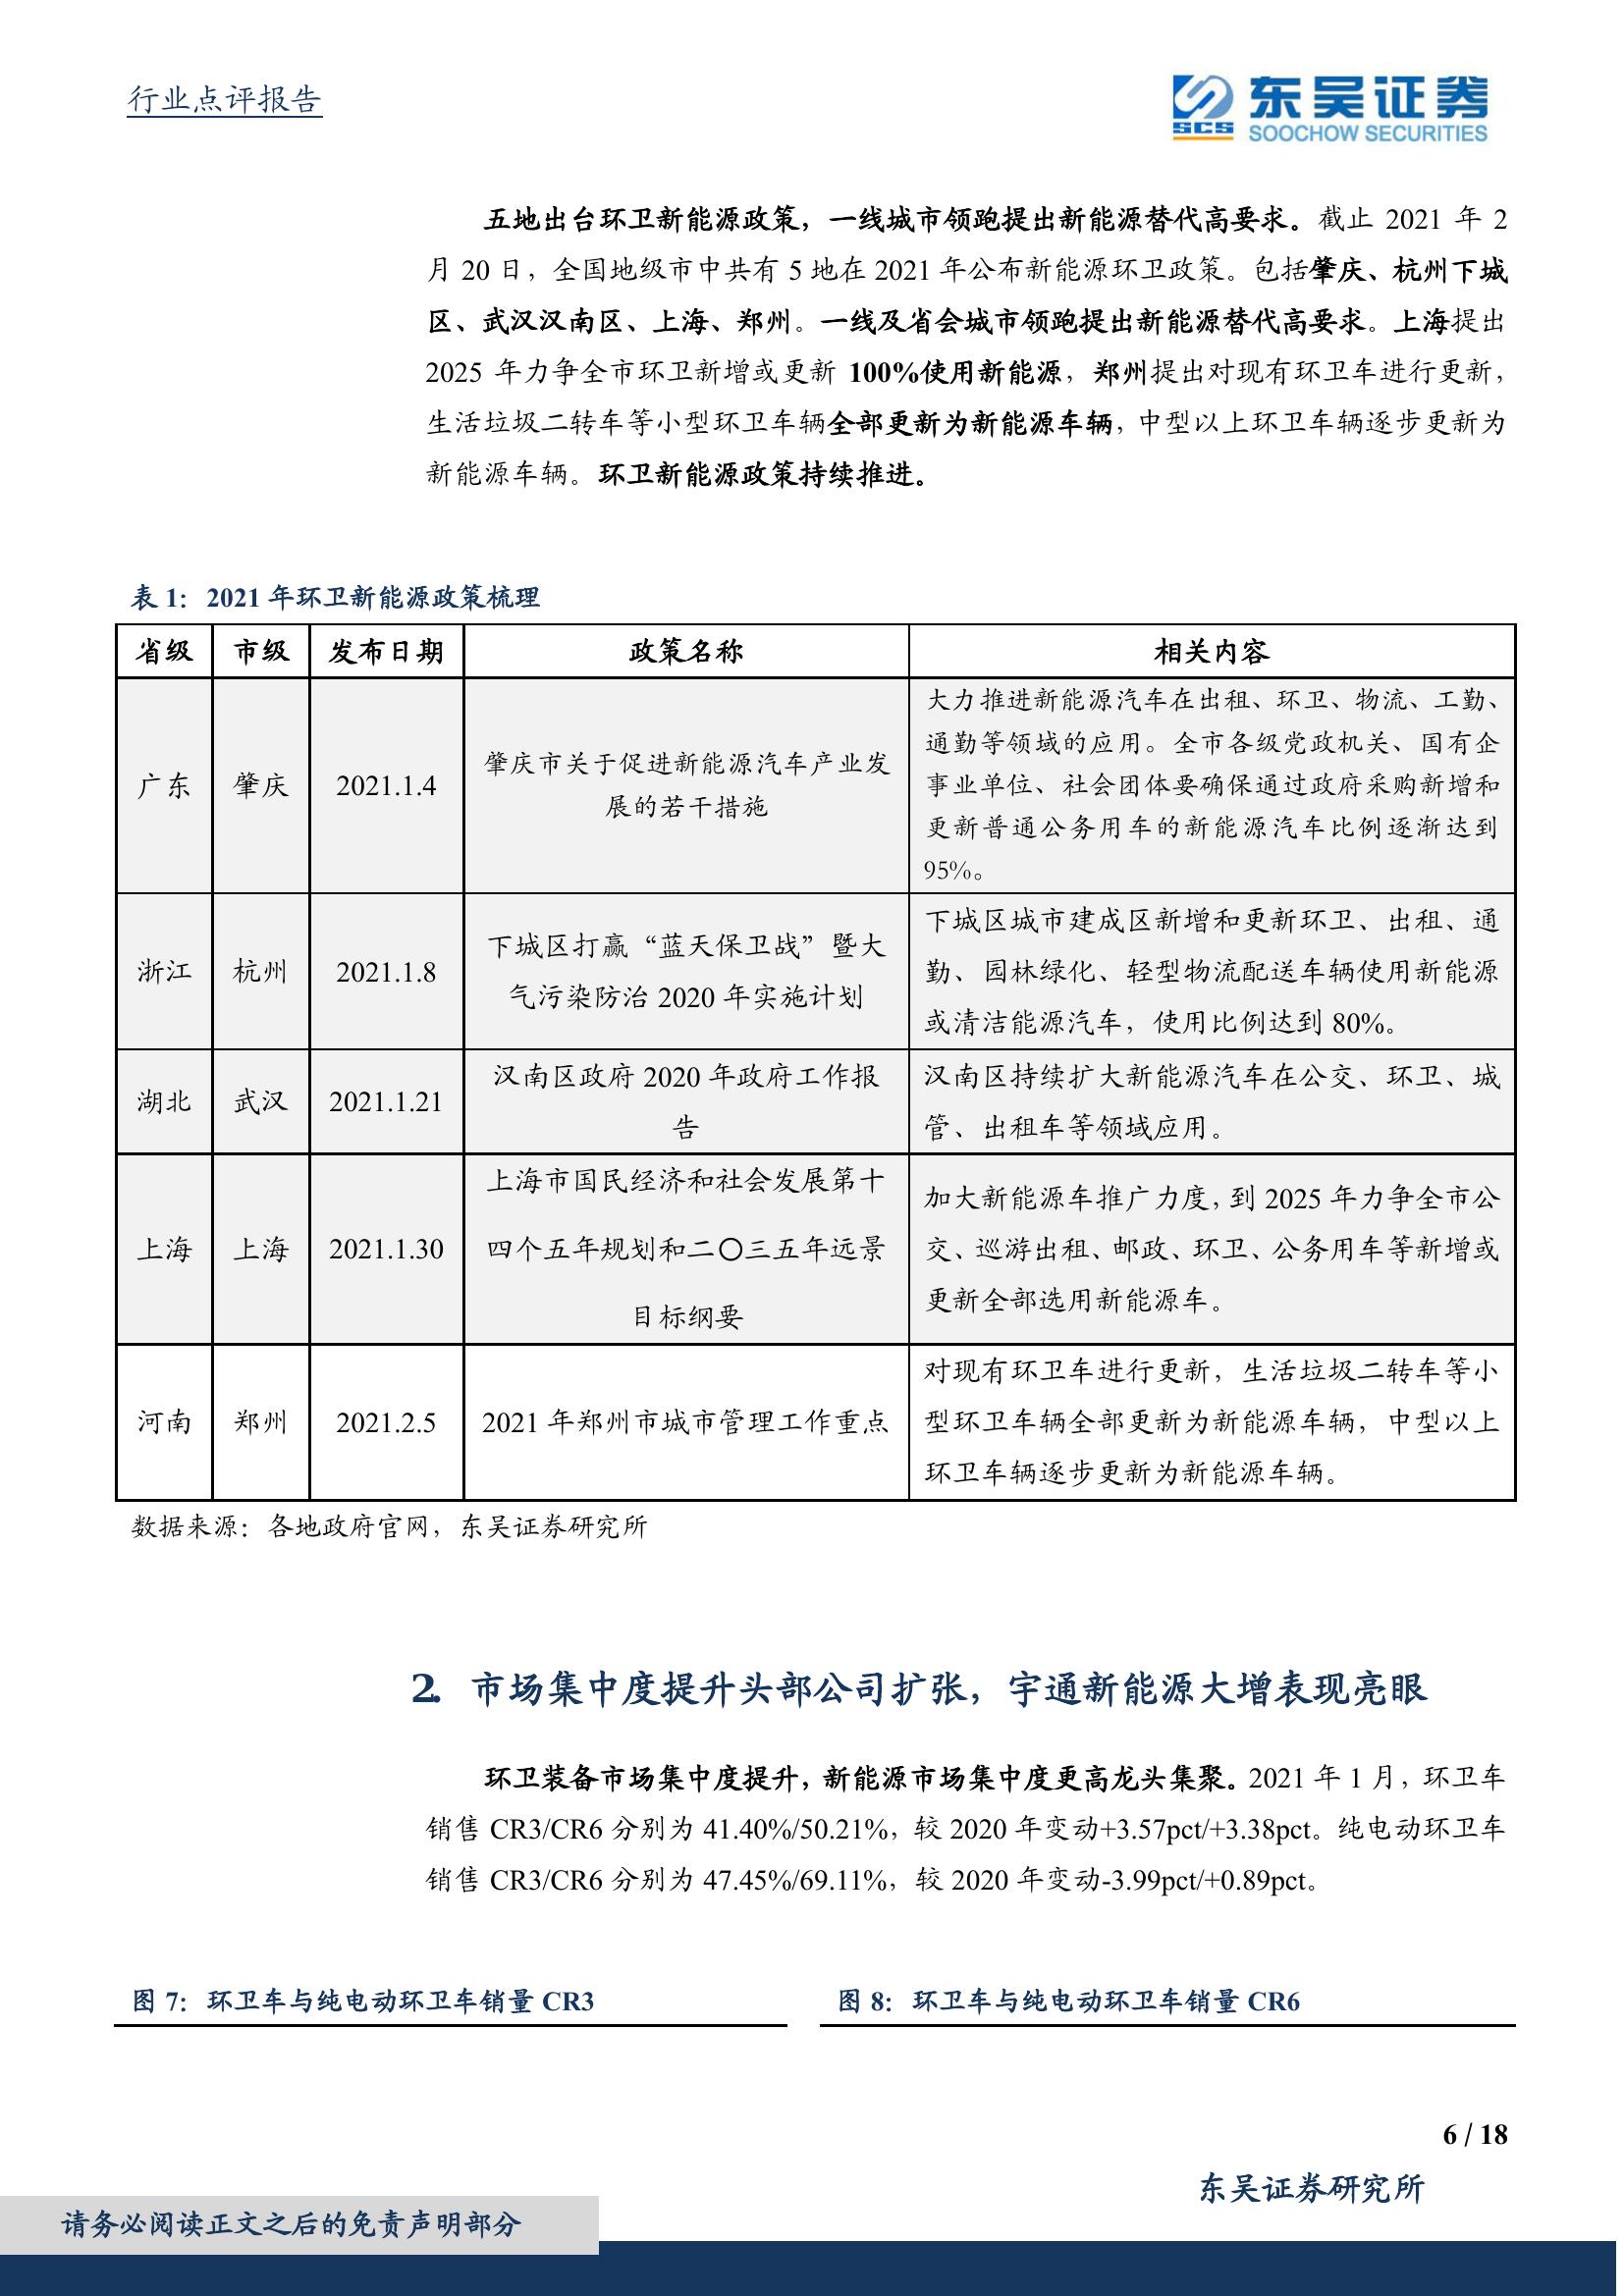 行业点评报告
东吴证券
SCS
SOOCHOW SECURITIES
五地出台环卫新能源政策，一线城市领跑提出新能源替代高要求。截止 2021 年 2
月 20 日，全国地级市中共有 5 地在 2021 年公布新能源环卫政策。包括肇庆、杭州下城
区、武汉汉南区、上海、郑州。一线及省会城市领跑提出新能源替代高要求。上海提出
2025 年力争全市环卫新增或更新 100%使用新能源，郑州提出对现有环卫车进行更新，
生活垃圾二转车等小型环卫车辆全部更新为新能源车辆，中型以上环卫车辆逐步更新为
新能源车辆。环卫新能源政策持续推进。
表 1：2021 年环卫新能源政策梳理
省级 市级 发布日期 政策名称 相关内容
广东 肇庆 2021.1.4
肇庆市关于促进新能源汽车产业发
展的若干措施
大力推进新能源汽车在出租、环卫、物流、工勤、
通勤等领域的应用。全市各级党政机关、国有企
事业单位、社会团体要确保通过政府采购新增和
更新普通公务用车的新能源汽车比例逐渐达到
95%。
浙江 杭州 2021.1.8
下城区打赢“蓝天保卫战”暨大
气污染防治 2020 年实施计划
下城区城市建成区新增和更新环卫、出租、通
勤、园林绿化、轻型物流配送车辆使用新能源
或清洁能源汽车，使用比例达到 80%。
湖北 武汉 2021.1.21
汉南区政府 2020 年政府工作报
告
汉南区持续扩大新能源汽车在公交、环卫、城
管、出租车等领域应用。
上海 上海 2021.1.30
上海市国民经济和社会发展第十
四个五年规划和二〇三五年远景
目标纲要
加大新能源车推广力度，到 2025 年力争全市公
交、巡游出租、邮政、环卫、公务用车等新增或
更新全部选用新能源车。
河南 郑州 2021.2.5
2021 年郑州市城市管理工作重点
对现有环卫车进行更新，生活垃圾二转车等小
型环卫车辆全部更新为新能源车辆，中型以上
环卫车辆逐步更新为新能源车辆。
数据来源：各地政府官网，东吴证券研究所
2. 市场集中度提升头部公司扩张，宇通新能源大增表现亮眼
环卫装备市场集中度提升，新能源市场集中度更高龙头集聚。2021 年 1 月，环卫车
销售 CR3/CR6 分别为 41.40%/50.21%，较 2020 年变动+3.57pct/+3.38pct。纯电动环卫车
销售 CR3/CR6 分别为 47.45%/69.11%，较 2020 年变动-3.99pct/+0.89pct。
图 7：环卫车与纯电动环卫车销量 CR3
图 8：环卫车与纯电动环卫车销量 CR6
6 / 18
东吴证券研究所
请务必阅读正文之后的免责声明部分